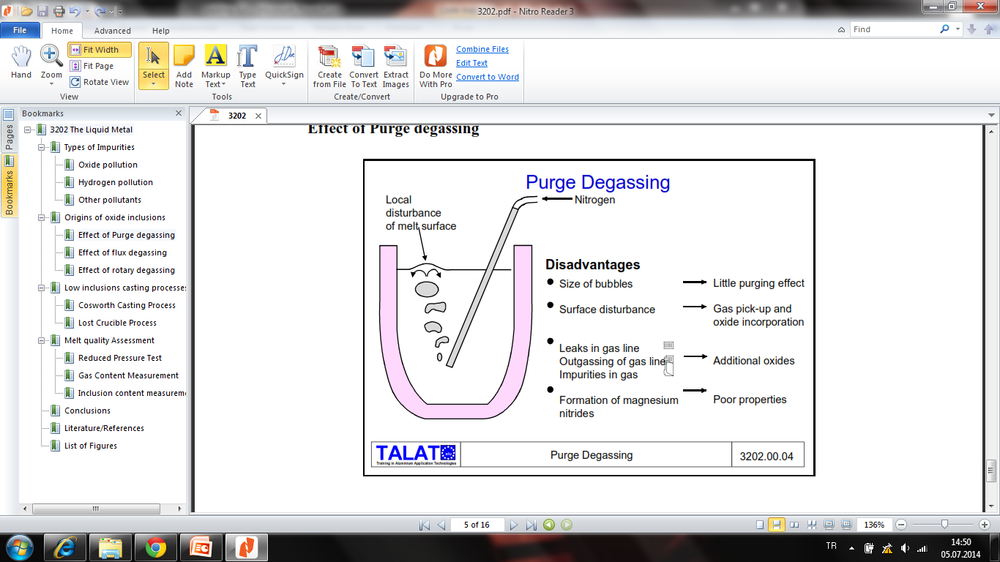 3202.pdf - Nitro Reader 3
File Home Advanced Help
Find
Hand
Zoom
Fit Width
Fit Page
Rotate View
View
Select
Add Note
Markup Text
Type Text
QuickSign
Tools
Create from File
Convert To Text
Extract Images
Create/Convert
Do More With Pro
Combine Files
Edit Text
Convert to Word
Upgrade to Pro
Pages
Bookmarks
Bookmarks
3202 The Liquid Metal
Types of Impurities
Oxide pollution
Hydrogen pollution
Other pollutants
Origins of oxide inclusions
Effect of Purge degassing
Effect of flux degassing
Effect of rotary degassing
Low inclusions casting processes
Cosworth Casting Process
Lost Crucible Process
Melt quality Assessment
Reduced Pressure Test
Gas Content Measurement
Inclusion content measurem
Conclusions
Literature/References
List of Figures
3202
Effect of Purge degassing
Purge Degassing
Nitrogen
Local
disturbance
of melt surface
Disadvantages
Size of bubbles
Little purging effect
Surface disturbance
Gas pick-up and
oxide incorporation
Leaks in gas line
Outgassing of gas line
Impurities in gas
Additional oxides
Formation of magnesium
nitrides
Poor properties
TALAT
alu
Training in Aluminium Application Technologies
Purge Degassing
3202.00.04
5 of 16
136%
TR
14:50
05.07.2014